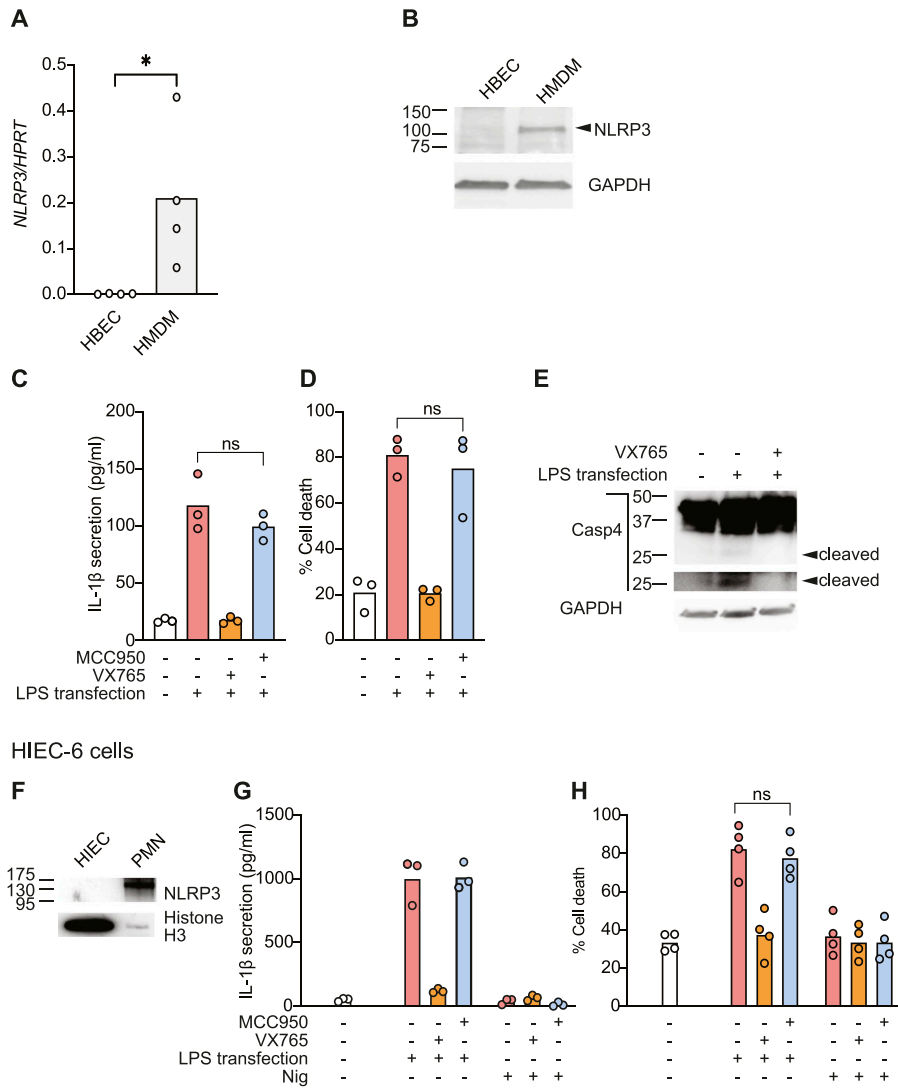 A
*
0.5
0.4
0.3
0.2
0.1
0.0
NLRP3/HPRT
HBEC
HMDM
B
HBEC
HMDM
150
100
75
NLRP3
GAPDH
C
200
150
100
50
0
IL-1β secretion (pg/ml)
ns
MCC950 - - - +
VX765 - - + -
LPS transfection - + + +
D
100
80
60
40
20
0
% Cell death
ns
- - - +
- - + -
- + + +
E
VX765 - - +
LPS transfection - + +
Casp4
50
37
25
cleaved
25
cleaved
GAPDH
HIEC-6 cells
F
HIEC
PMN
175
130
95
NLRP3
Histone
H3
G
1500
1000
500
0
IL-1β secretion (pg/ml)
MCC950 - - - + - - +
VX765 - - + - - + -
LPS transfection - + + + - - -
Nig - - - - + + +
H
100
80
60
40
20
0
% Cell death
ns
- - - + - - +
- - + - - + -
- + + + - - -
- - - - + + +